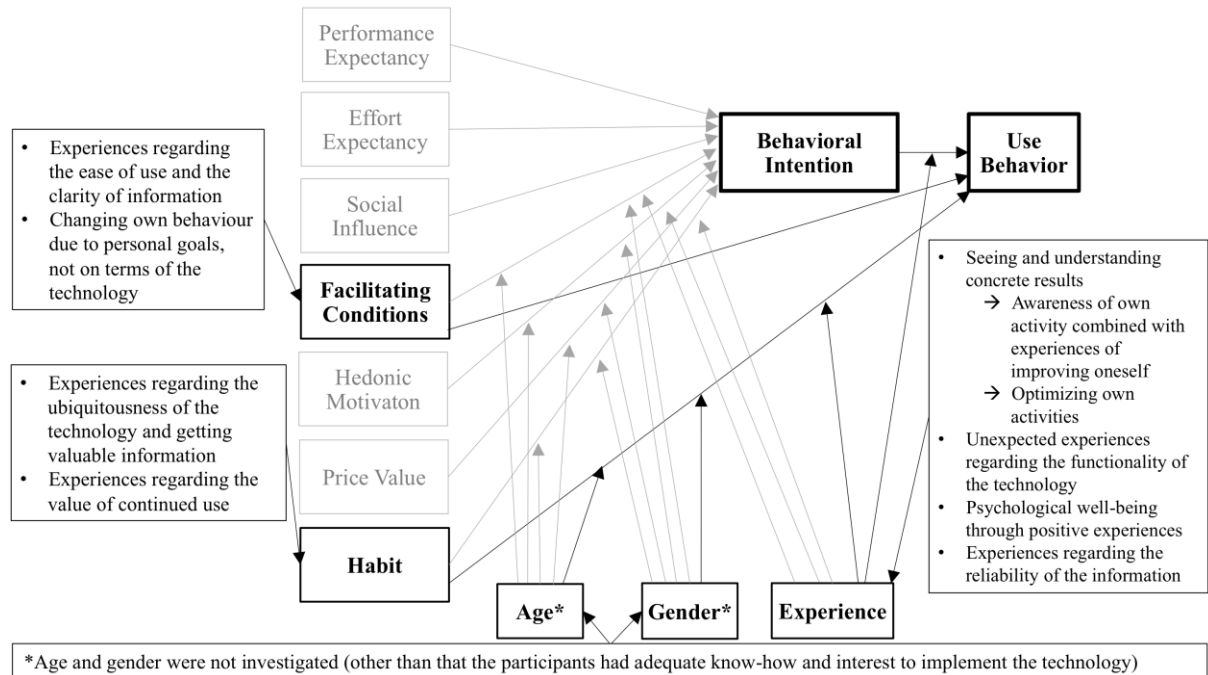 Performance
Expectancy
Effort
Expectancy
Social
Influence
Facilitating
Conditions
Hedonic
Motivaton
Price Value
Habit
• Experiences regarding
the ease of use and the
clarity of information
• Changing own behaviour
due to personal goals,
not on terms of the
technology
• Experiences regarding the
ubiquitousness of the
technology and getting
valuable information
• Experiences regarding the
value of continued use
Behavioral
Intention
Use
Behavior
• Seeing and understanding
concrete results
→ Awareness of own
activity combined with
experiences of
improving oneself
→ Optimizing own
activities
• Unexpected experiences
regarding the functionality of
the technology
• Psychological well-being
through positive experiences
• Experiences regarding the
reliability of the information
Age*
Gender*
Experience
*Age and gender were not investigated (other than that the participants had adequate know-how and interest to implement the technology)